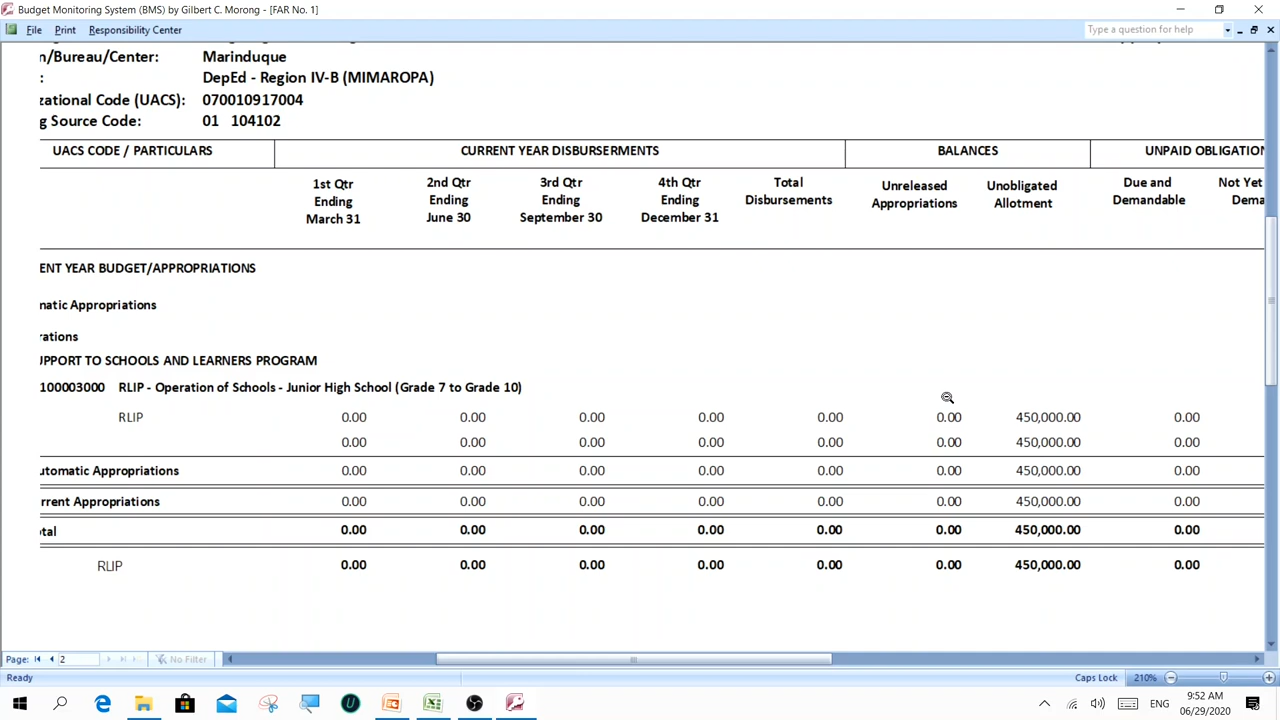 Budget Monitoring System (BMS) by Gilbert C. Morong - [FAR No. 1]
File Print Responsibility Center
Type a question for help
n/Bureau/Center: Marinduque
: DepEd - Region IV-B (MIMAROPA)
zational Code (UACS): 070010917004
g Source Code: 01 104102
UACS CODE / PARTICULARS CURRENT YEAR DISBURSERMENTS BALANCES UNPAID OBLIGATION
1st Qtr Ending March 31
2nd Qtr Ending June 30
3rd Qtr Ending September 30
4th Qtr Ending December 31
Total Disbursements
Unreleased Appropriations
Unobligated Allotment
Due and Demandable
Not Yet Dema
ENT YEAR BUDGET/APPROPRIATIONS
matic Appropriations
rations
UPPORT TO SCHOOLS AND LEARNERS PROGRAM
100003000 RLIP - Operation of Schools - Junior High School (Grade 7 to Grade 10)
RLIP 0.00 0.00 0.00 0.00 0.00 0.00 450,000.00 0.00
0.00 0.00 0.00 0.00 0.00 0.00 450,000.00 0.00
utomatic Appropriations 0.00 0.00 0.00 0.00 0.00 0.00 450,000.00 0.00
rrent Appropriations 0.00 0.00 0.00 0.00 0.00 0.00 450,000.00 0.00
otal 0.00 0.00 0.00 0.00 0.00 0.00 450,000.00 0.00
RLIP 0.00 0.00 0.00 0.00 0.00 0.00 450,000.00 0.00
Page: 2 No Filter
Ready Caps Lock 210%
ENG 9:52 AM
06/29/2020